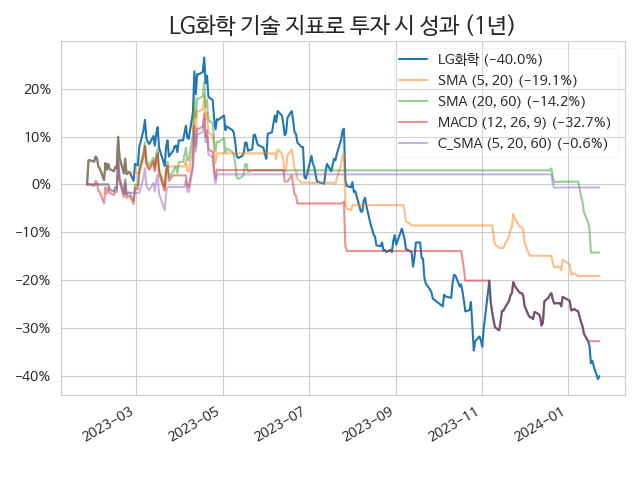 LG화학 기술 지표로 투자 시 성과 (1년)
LG화학 (-40.0%)
SMA (5, 20) (-19.1%)
SMA (20, 60) (-14.2%)
MACD (12, 26, 9) (-32.7%)
C_SMA (5, 20, 60) (-0.6%)
20%
10%
0%
-10%
-20%
-30%
-40%
2023-03
2023-05
2023-07
2023-09
2023-11
2024-01